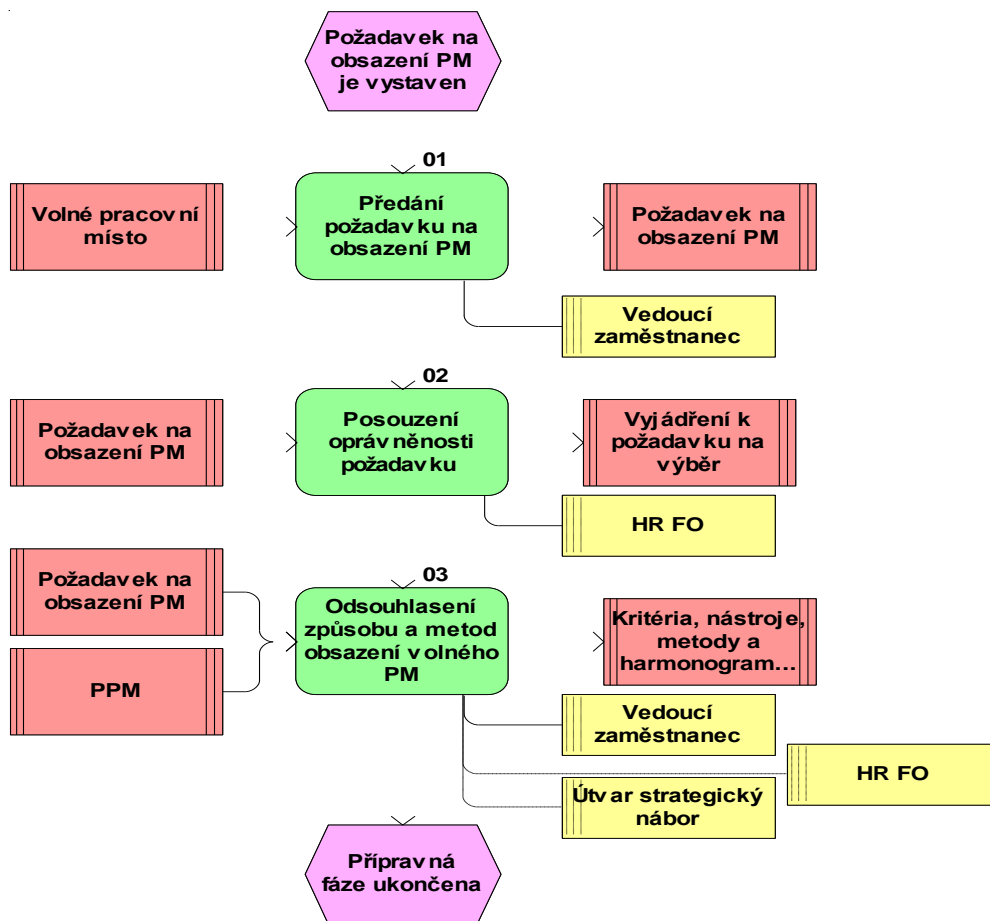 Požadavek na
obsazení PM
je vystaven
01
Volné pracovní
místo
Předání
požadavku na
obsazení PM
Požadavek na
obsazení PM
Vedoucí
zaměstnanec
02
Požadavek na
obsazení PM
Posouzení
oprávněnosti
požadavku
Vyjádření k
požadavku na
výběr
HR FO
Požadavek na
obsazení PM
PPM
03
Odsouhlasení
způsobu a metod
obsazení volného
PM
Kritéria, nástroje,
metody a
harmonogram...
Vedoucí
zaměstnanec
HR FO
Útvar strategický
nábor
Přípravná
fáze ukončena